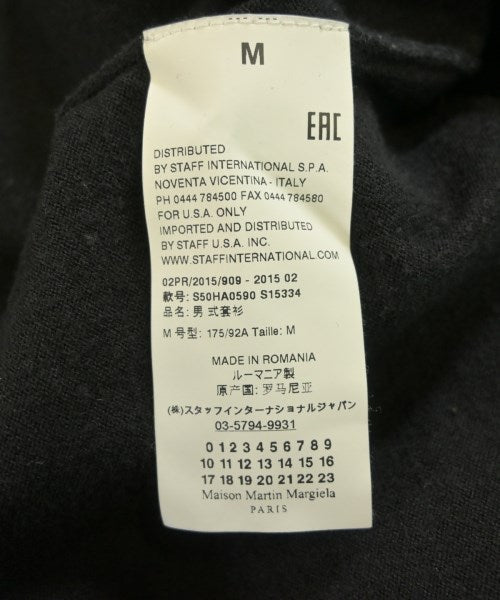 M
EAC
DISTRIBUTED
BY STAFF INTERNATIONAL S.P.A.
NOVENTA VICENTINA - ITALY
PH 0444 784500 FAX 0444 784580
FOR U.S.A. ONLY
IMPORTED AND DISTRIBUTED
BY STAFF U.S.A. INC.
WWW.STAFFINTERNATIONAL.COM
02PR/2015/909 - 2015 02
款号: S50HA0590 S15334
品名: 男 式套衫
M 号型: 175/92A Taille: M
MADE IN ROMANIA
ルーマニア製
原产国: 罗马尼亚
(株)スタッフインターナショナルジャパン
03-5794-9931
0 1 2 3 4 5 6 7 8 9
10 11 12 13 14 15 16
17 18 19 20 21 22 23
Maison Martin Margiela
PARIS